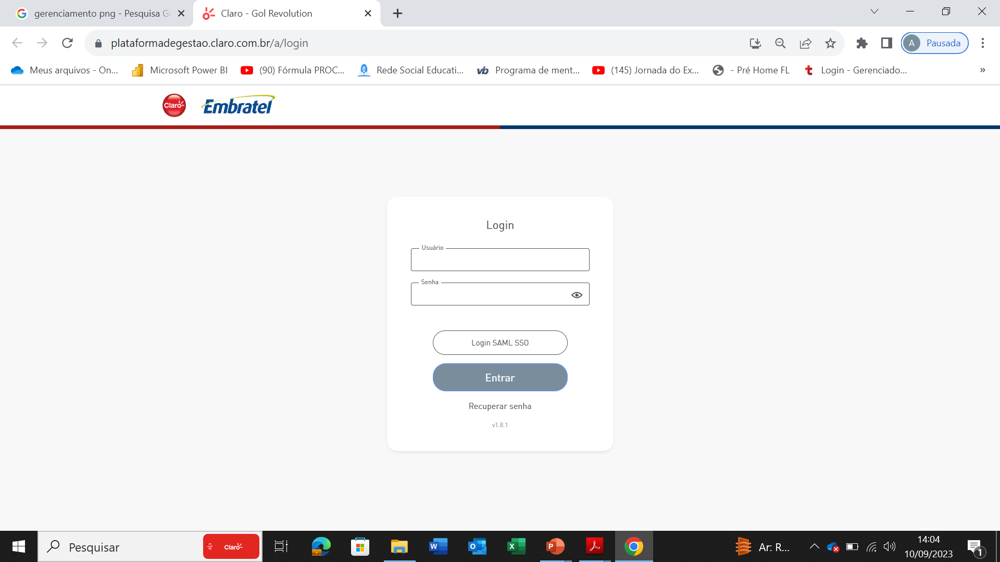 gerenciamento png - Pesquisa G
Claro - Gol Revolution
plataformadegestao.claro.com.br/a/login
A Pausada
Meus arquivos - On...
Microsoft Power BI
(90) Fórmula PROC...
Rede Social Educati...
vb Programa de ment...
(145) Jornada do Ex...
- Pré Home FL
Login - Gerenciado...
»
Claro
Embratel
Login
Usuário
Senha
Login SAML SSO
Entrar
Recuperar senha
v1.8.1
Pesquisar
Claro
Ar: R...
14:04
10/09/2023
1